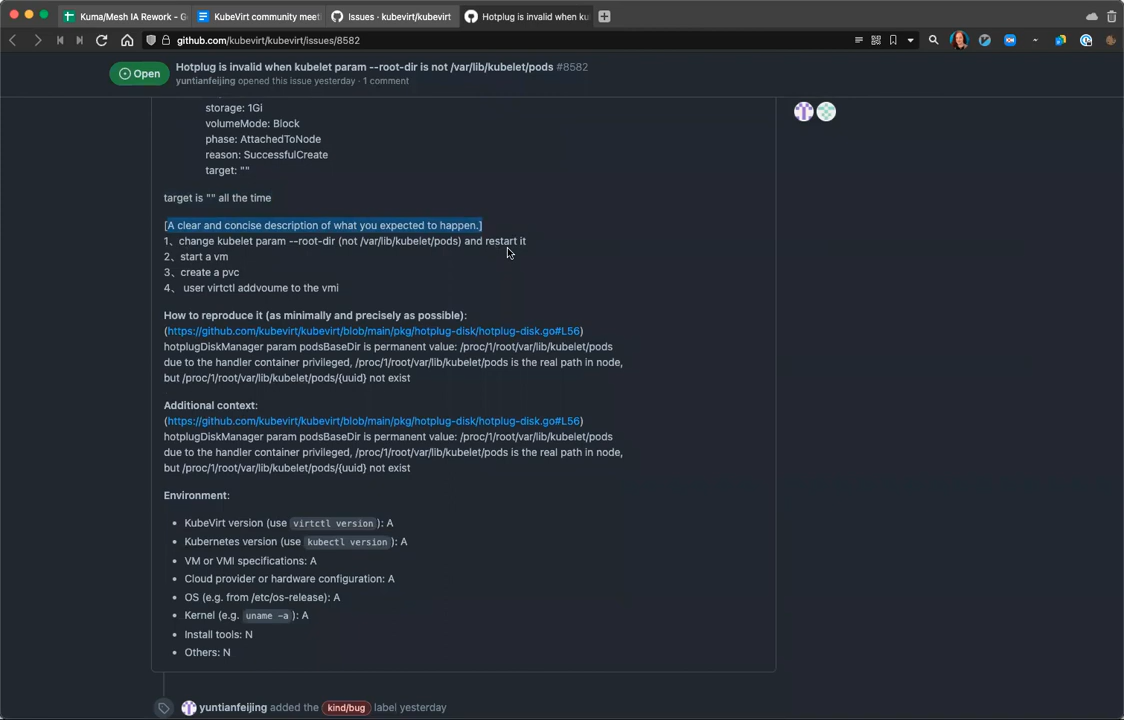 Kuma/Mesh IA Rework - G
KubeVirt community meet
Issues · kubevirt/kubevirt
Hotplug is invalid when ku
github.com/kubevirt/kubevirt/issues/8582
Open
Hotplug is invalid when kubelet param --root-dir is not /var/lib/kubelet/pods #8582
yuntianfeijing opened this issue yesterday · 1 comment
storage: 1Gi
volumeMode: Block
phase: AttachedToNode
reason: SuccessfulCreate
target: ""
target is "" all the time
[A clear and concise description of what you expected to happen.]
1、change kubelet param --root-dir (not /var/lib/kubelet/pods) and restart it
2、start a vm
3、create a pvc
4、 user virtctl addvoume to the vmi
How to reproduce it (as minimally and precisely as possible):
(https://github.com/kubevirt/kubevirt/blob/main/pkg/hotplug-disk/hotplug-disk.go#L56)
hotplugDiskManager param podsBaseDir is permanent value: /proc/1/root/var/lib/kubelet/pods
due to the handler container privileged, /proc/1/root/var/lib/kubelet/pods is the real path in node,
but /proc/1/root/var/lib/kubelet/pods/{uuid} not exist
Additional context:
(https://github.com/kubevirt/kubevirt/blob/main/pkg/hotplug-disk/hotplug-disk.go#L56)
hotplugDiskManager param podsBaseDir is permanent value: /proc/1/root/var/lib/kubelet/pods
due to the handler container privileged, /proc/1/root/var/lib/kubelet/pods is the real path in node,
but /proc/1/root/var/lib/kubelet/pods/{uuid} not exist
Environment:
• KubeVirt version (use virtctl version): A
• Kubernetes version (use kubectl version): A
• VM or VMI specifications: A
• Cloud provider or hardware configuration: A
• OS (e.g. from /etc/os-release): A
• Kernel (e.g. uname -a): A
• Install tools: N
• Others: N
yuntianfeijing added the kind/bug label yesterday